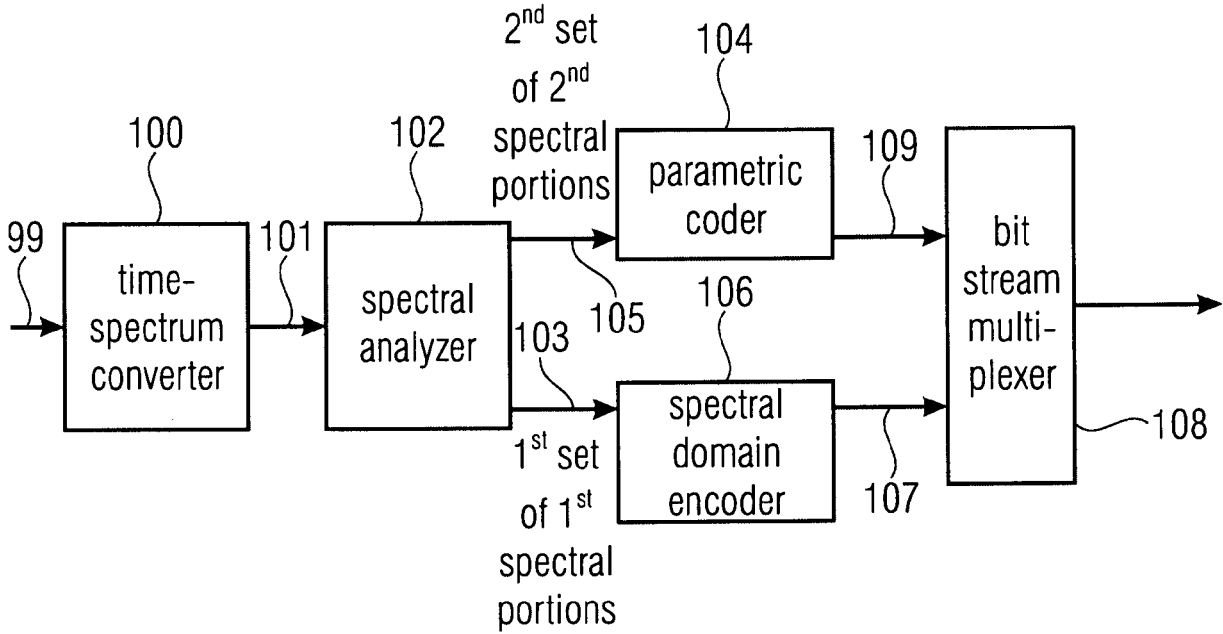 2nd set
of 2nd
spectral
portions
104
100
102
109
parametric
coder
99
101
time-
spectrum
converter
spectral
analyzer
105
103
106
bit
stream
multi-
plexer
1st set
of 1st
spectral
portions
spectral
domain
encoder
107
108